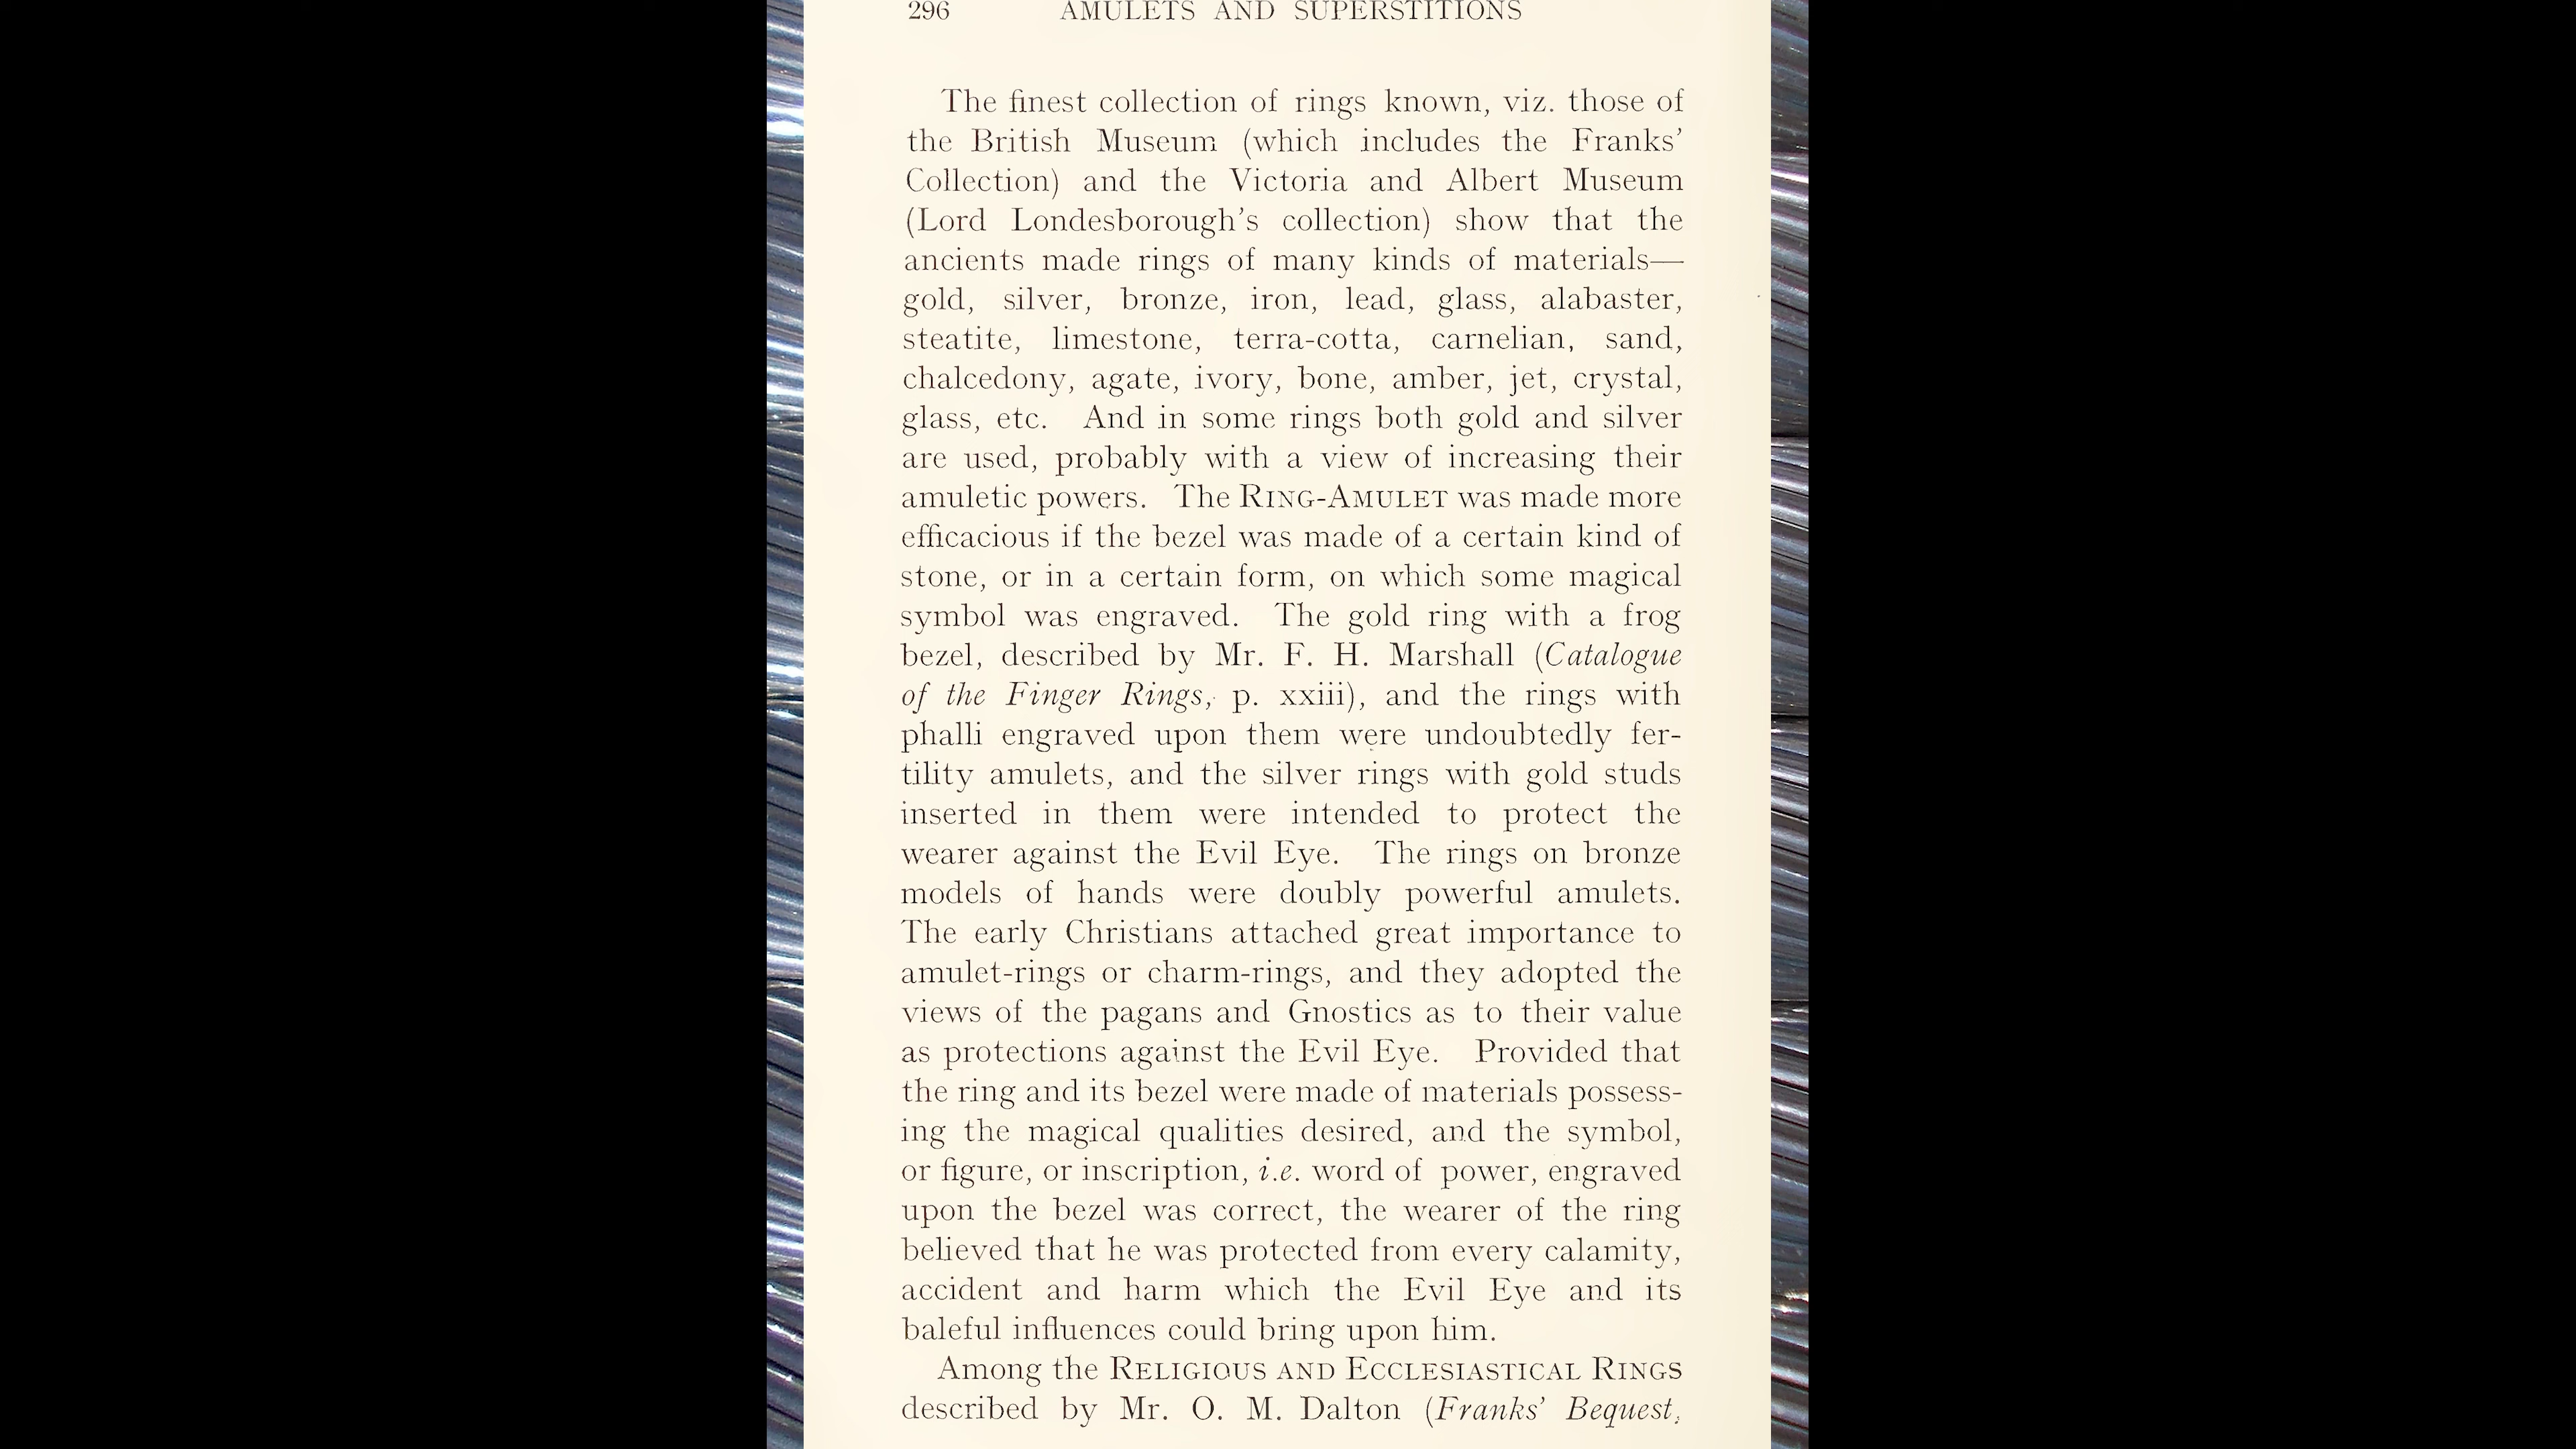 296 AMULETS AND SUPERSTITIONS
The finest collection of rings known, viz. those of
the British Museum (which includes the Franks’
Collection) and the Victoria and Albert Museum
(Lord Londesborough’s collection) show that the
ancients made rings of many kinds of materials—
gold, silver, bronze, iron, lead, glass, alabaster,
steatite, limestone, terra-cotta, carnelian, sand,
chalcedony, agate, ivory, bone, amber, jet, crystal,
glass, etc. And in some rings both gold and silver
are used, probably with a view of increasing their
amuletic powers. The RING-AMULET was made more
efficacious if the bezel was made of a certain kind of
stone, or in a certain form, on which some magical
symbol was engraved. The gold ring with a frog
bezel, described by Mr. F. H. Marshall (Catalogue
of the Finger Rings, p. xxiii), and the rings with
phalli engraved upon them were undoubtedly fer-
tility amulets, and the silver rings with gold studs
inserted in them were intended to protect the
wearer against the Evil Eye. The rings on bronze
models of hands were doubly powerful amulets.
The early Christians attached great importance to
amulet-rings or charm-rings, and they adopted the
views of the pagans and Gnostics as to their value
as protections against the Evil Eye. Provided that
the ring and its bezel were made of materials possess-
ing the magical qualities desired, and the symbol,
or figure, or inscription, i.e. word of power, engraved
upon the bezel was correct, the wearer of the ring
believed that he was protected from every calamity,
accident and harm which the Evil Eye and its
baleful influences could bring upon him.
Among the RELIGIOUS AND ECCLESIASTICAL RINGS
described by Mr. O. M. Dalton (Franks’ Bequest,